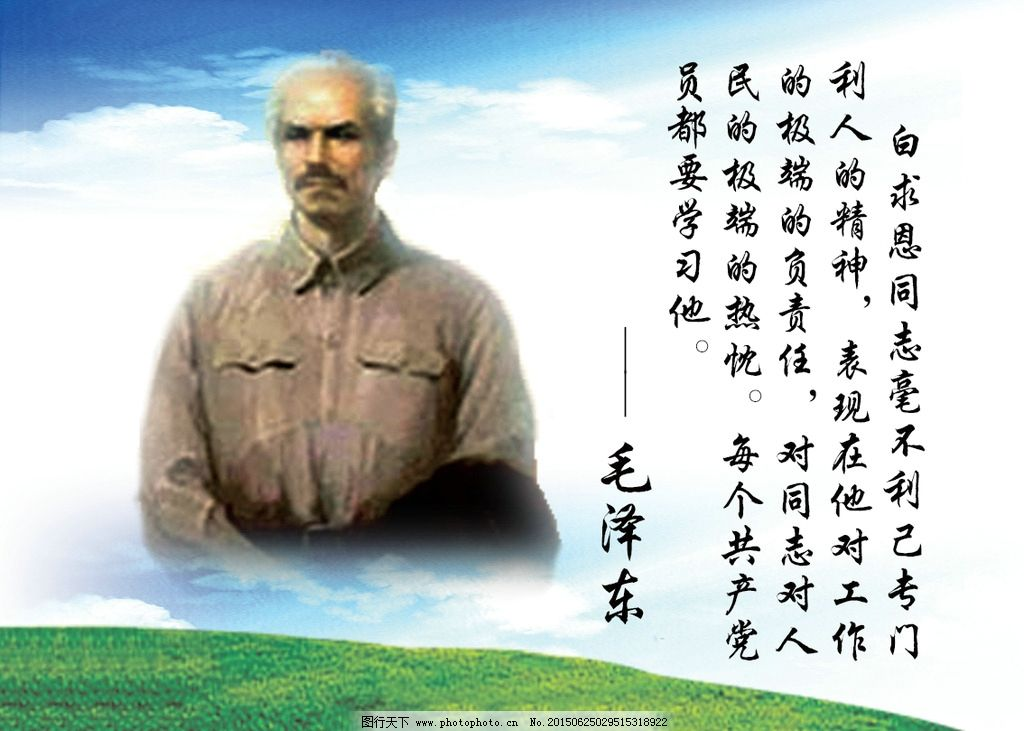 白求恩同志毫不利己专门
利人的精神，表现在他对工作
的极端的负责任，对同志对人
民的极端的热忱。每个共产党
员都要学习他。
——毛泽东
图行天下 www.photophoto.cn No.20150625029515318922